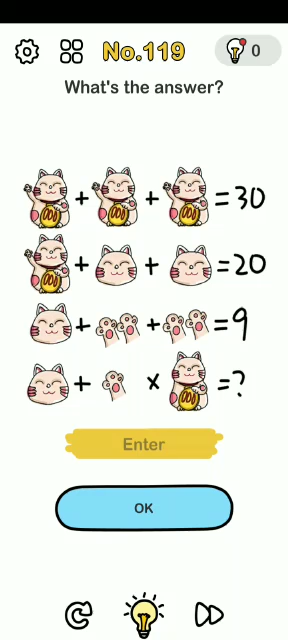 No.119
0
What's the answer?
+ + =30
+ + =20
+ + =9
+ × =?
Enter
OK